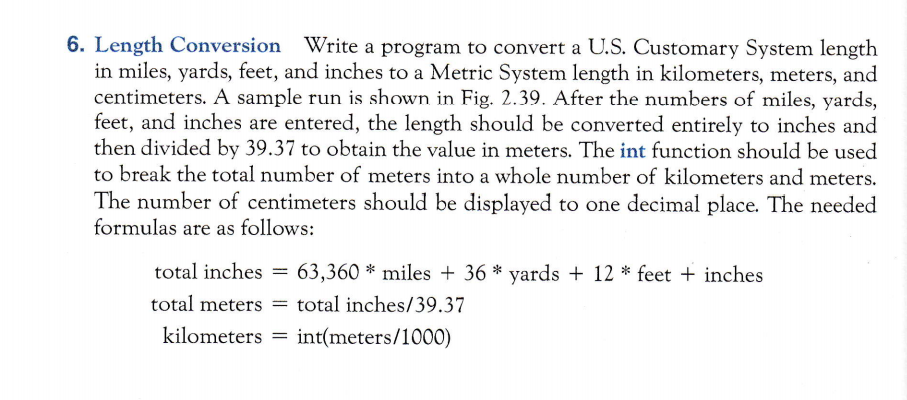 6. Length Conversion Write a program to convert a U.S. Customary System length
in miles, yards, feet, and inches to a Metric System length in kilometers, meters, and
centimeters. A sample run is shown in Fig. 2.39. After the numbers of miles, yards,
feet, and inches are entered, the length should be converted entirely to inches and
then divided by 39.37 to obtain the value in meters. The int function should be used
to break the total number of meters into a whole number of kilometers and meters.
The number of centimeters should be displayed to one decimal place. The needed
formulas are as follows:
total inches = 63,360 * miles + 36 * yards + 12 * feet + inches
total meters = total inches/39.37
kilometers = int(meters/1000)